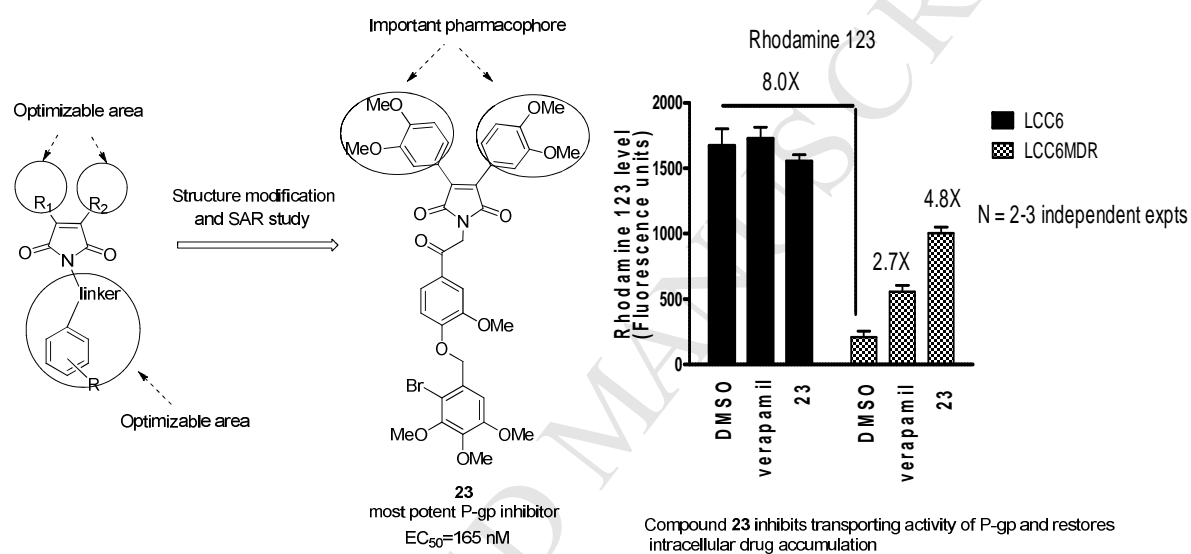 Optimizable area
R1
R2
O
N
O
linker
R
Optimizable area
Structure modification
and SAR study
Important pharmacophore
MeO
MeO
OMe
OMe
O
N
O
O
OMe
O
Br
MeO
OMe
OMe
23
most potent P-gp inhibitor
EC50=165 nM
Rhodamine 123
8.0X
Rhodamine 123 level
(Fluorescence units)
2000
1500
1000
500
0
2.7X
4.8X
DMSO
verapamil
23
DMSO
verapamil
23
LCC6
LCC6MDR
N = 2-3 independent expts
Compound 23 inhibits transporting activity of P-gp and restores
intracellular drug accumulation